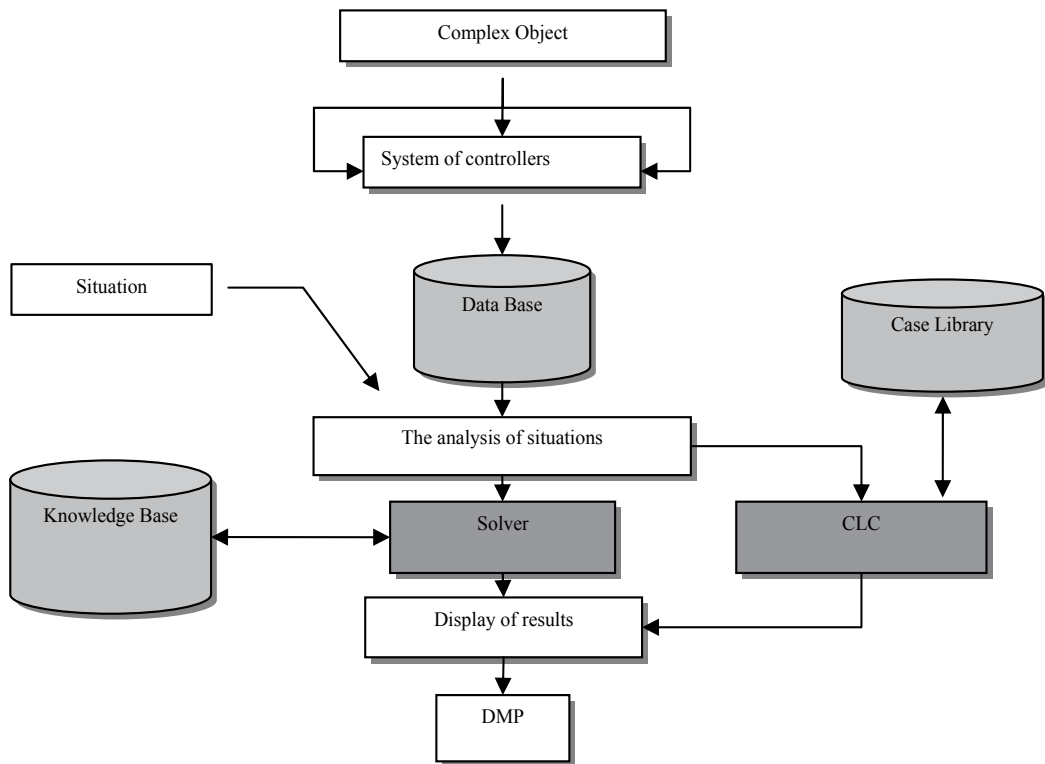 Complex Object
System of controllers
Situation
Data Base
Case Library
The analysis of situations
Knowledge Base
Solver
CLC
Display of results
DMP